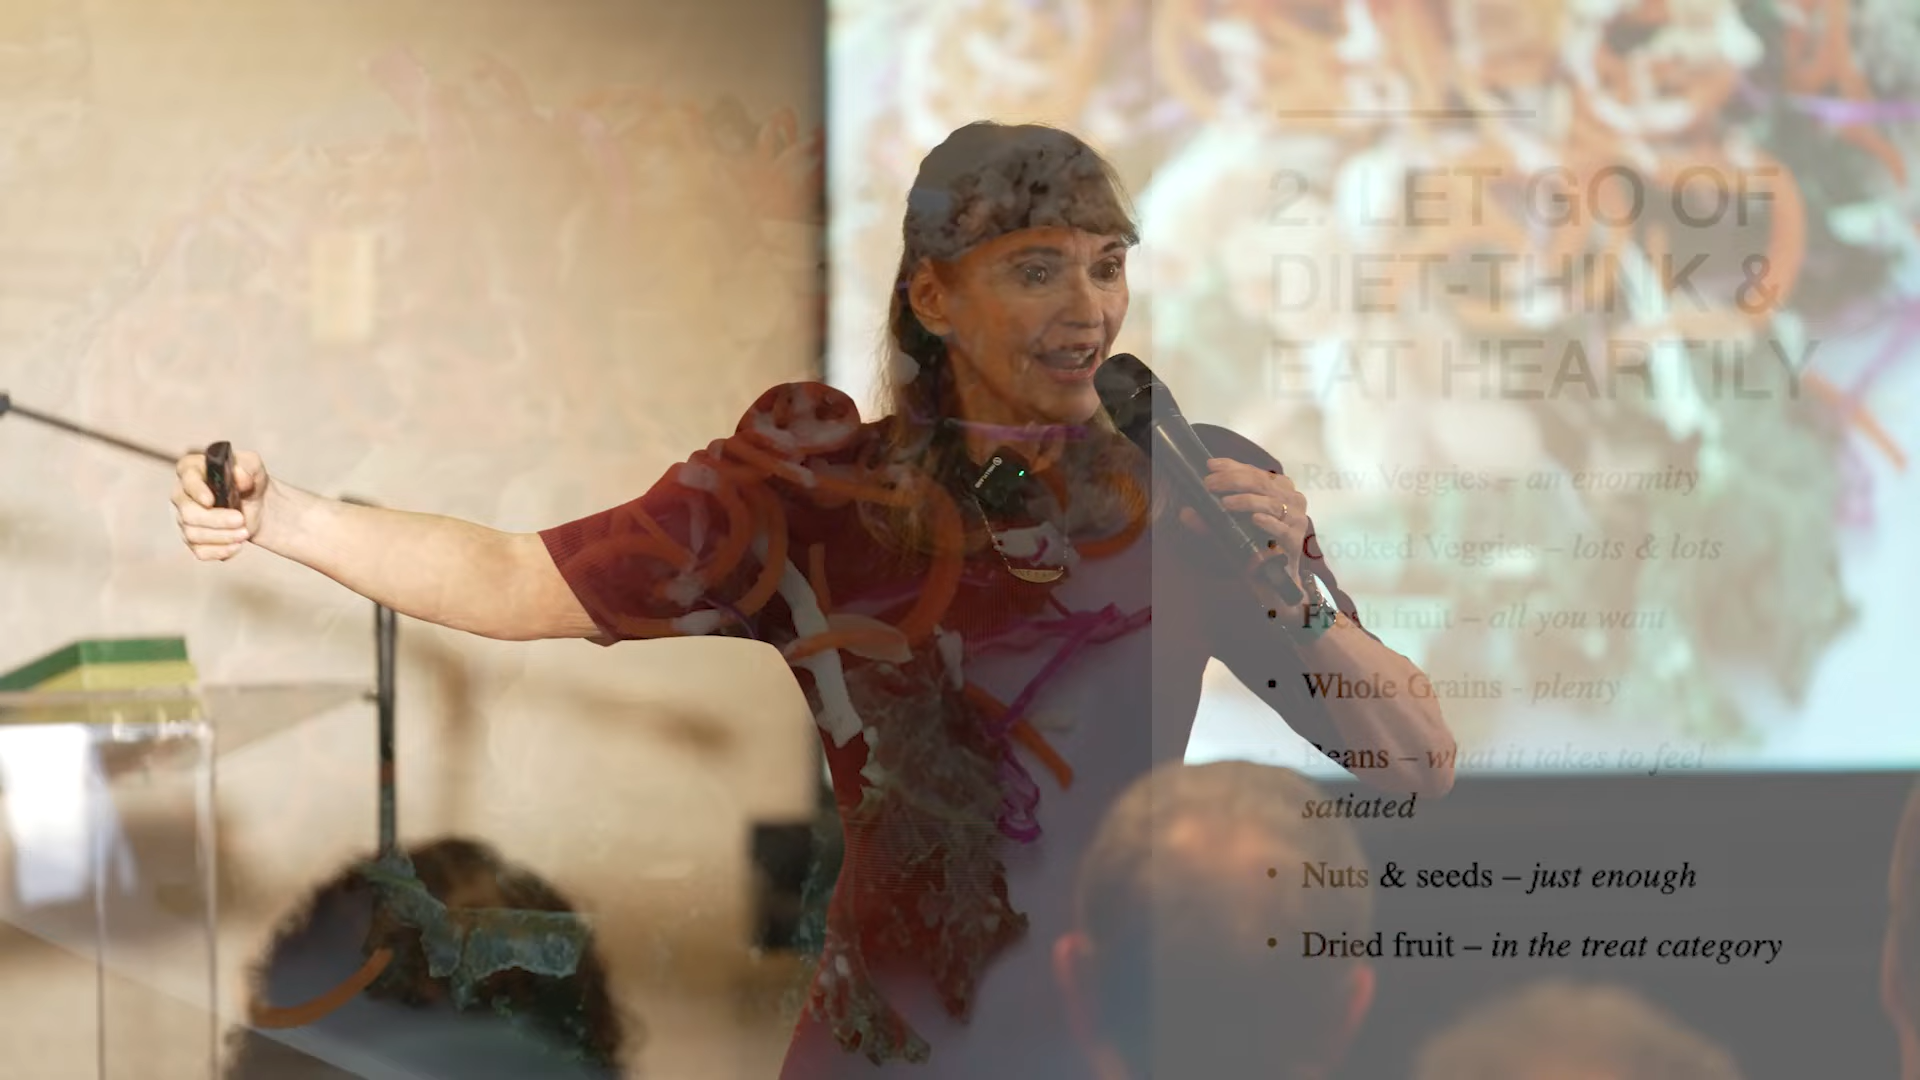 2. LET GO OF
DIET-THINK &
EAT HEARTILY
Raw Veggies – an enormity
• Cooked Veggies – lots & lots
• Fresh fruit – all you want
• Whole Grains - plenty
• Beans – what it takes to feel
satiated
• Nuts & seeds – just enough
• Dried fruit – in the treat category